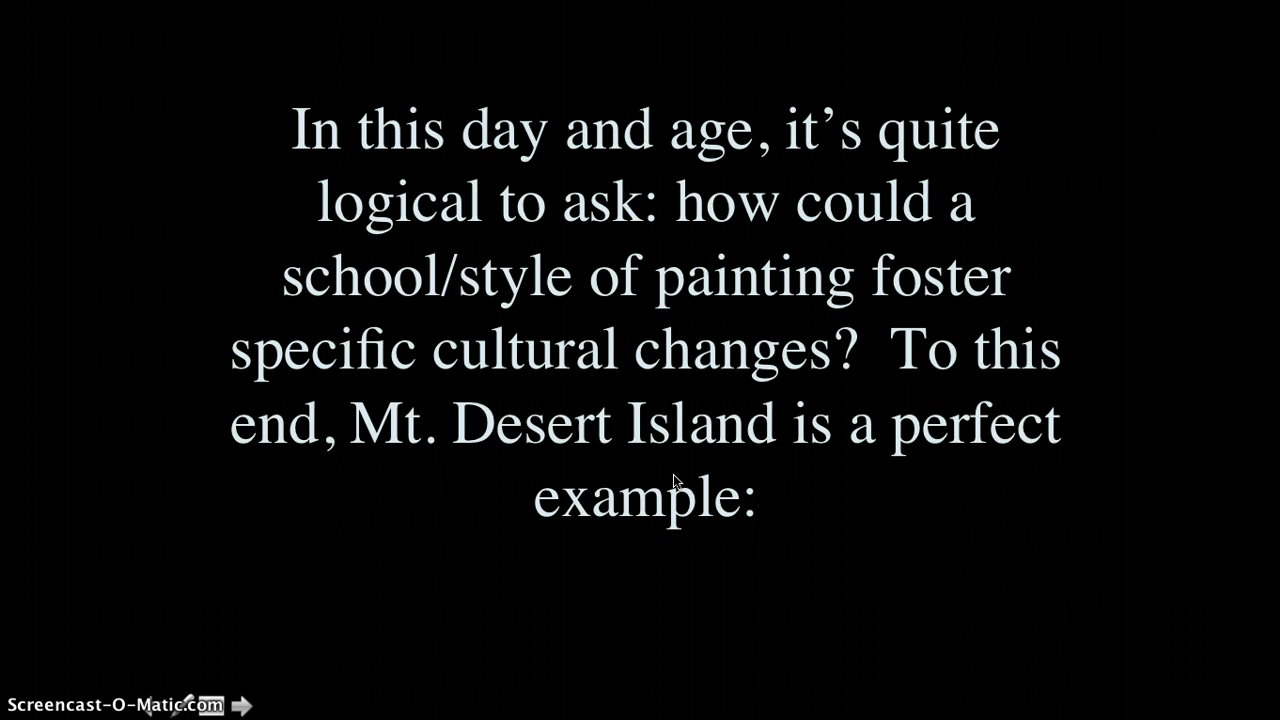 In this day and age, it’s quite
logical to ask: how could a
school/style of painting foster
specific cultural changes?  To this
end, Mt. Desert Island is a perfect
example:
Screencast-O-Matic.com